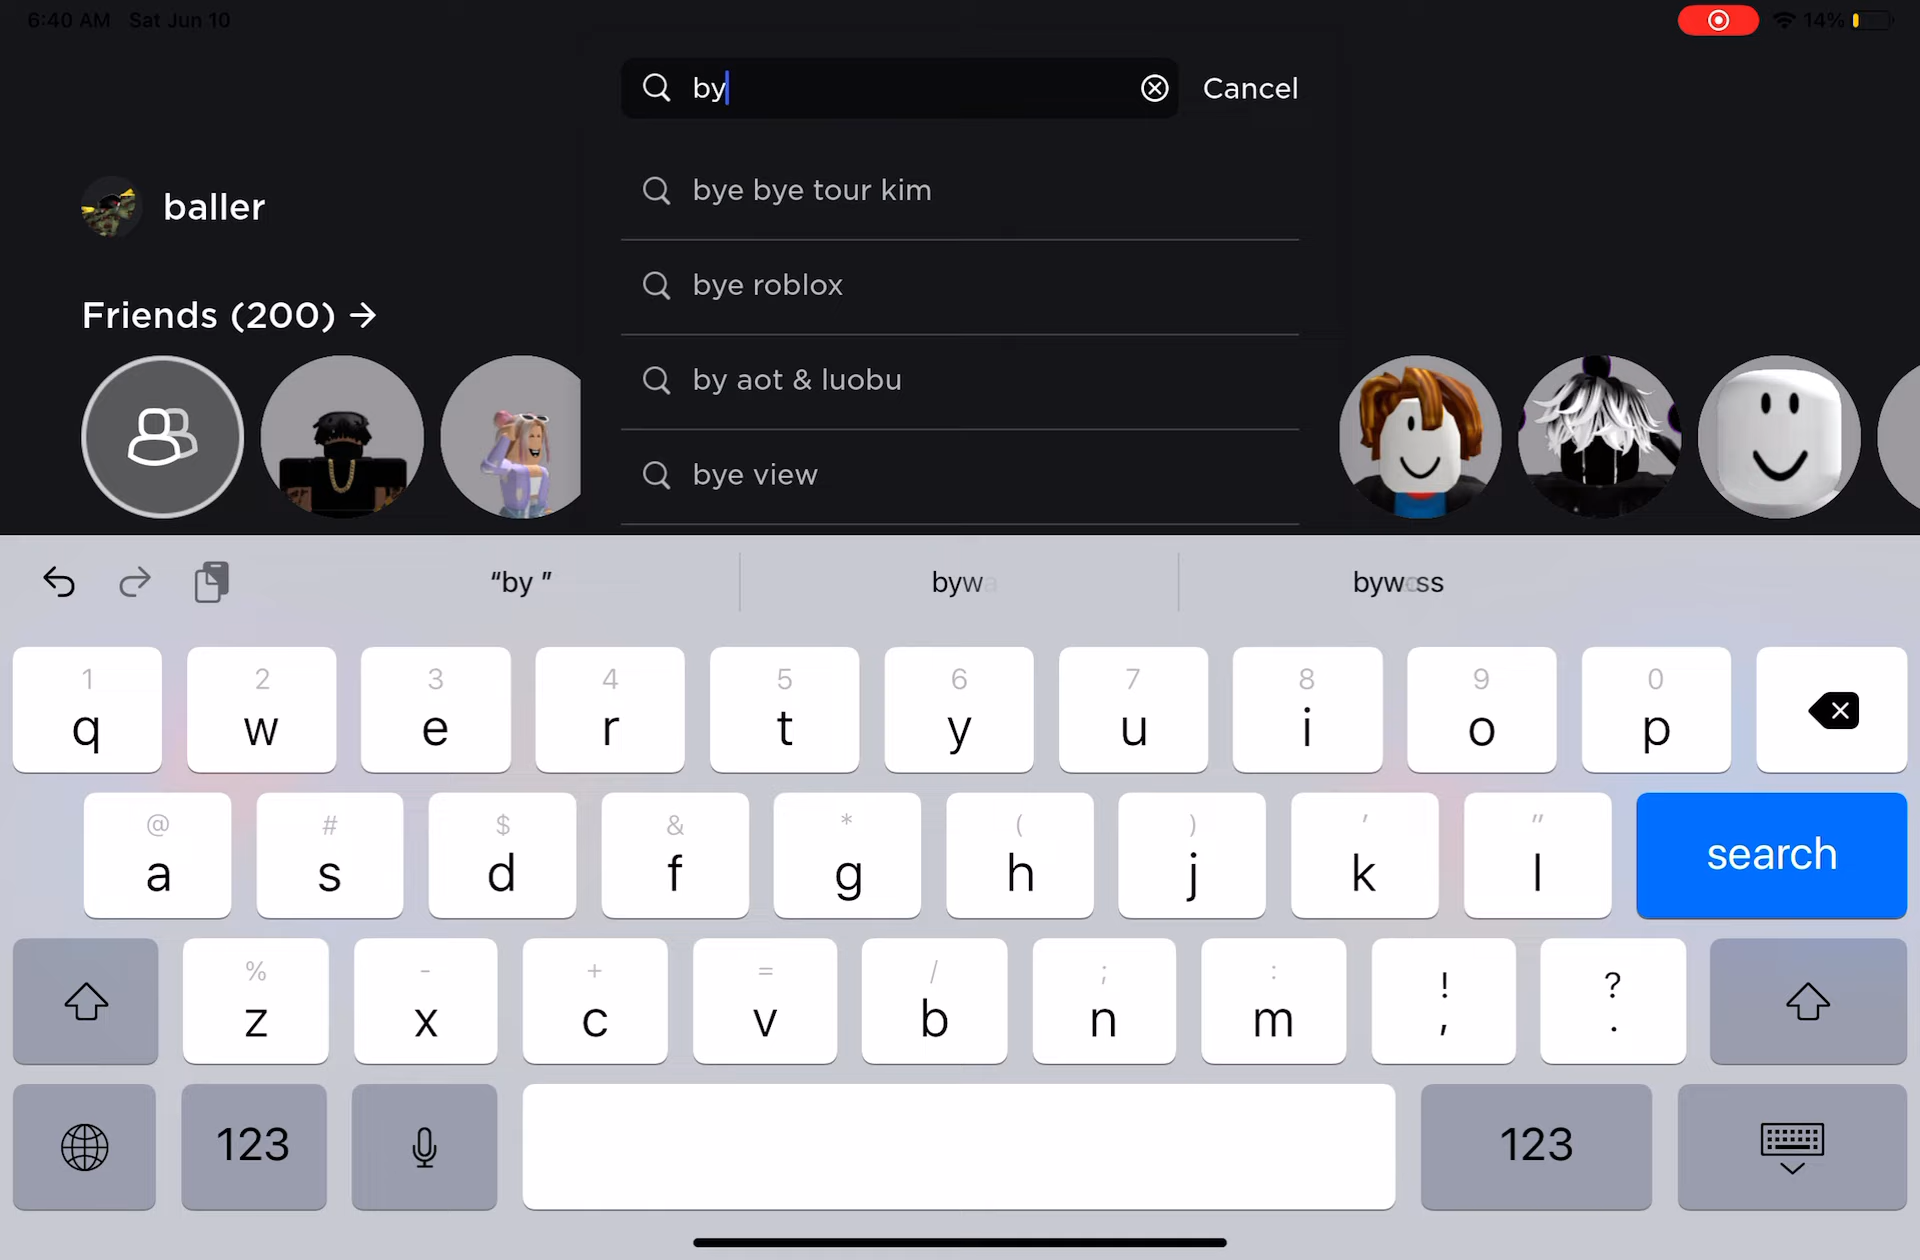 6:40 AM Sat Jun 10
14%
by
Cancel
bye bye tour kim
baller
bye roblox
Friends (200) →
by aot & luobu
bye view
“by ”
1 2 3 4 5 6 7 8 9 0
q w e r t y u i o p
@ # $ & * ( ) ' "
a s d f g h j k l
search
% - + = / ; : ! ?
z x c v b n m , .
123
123